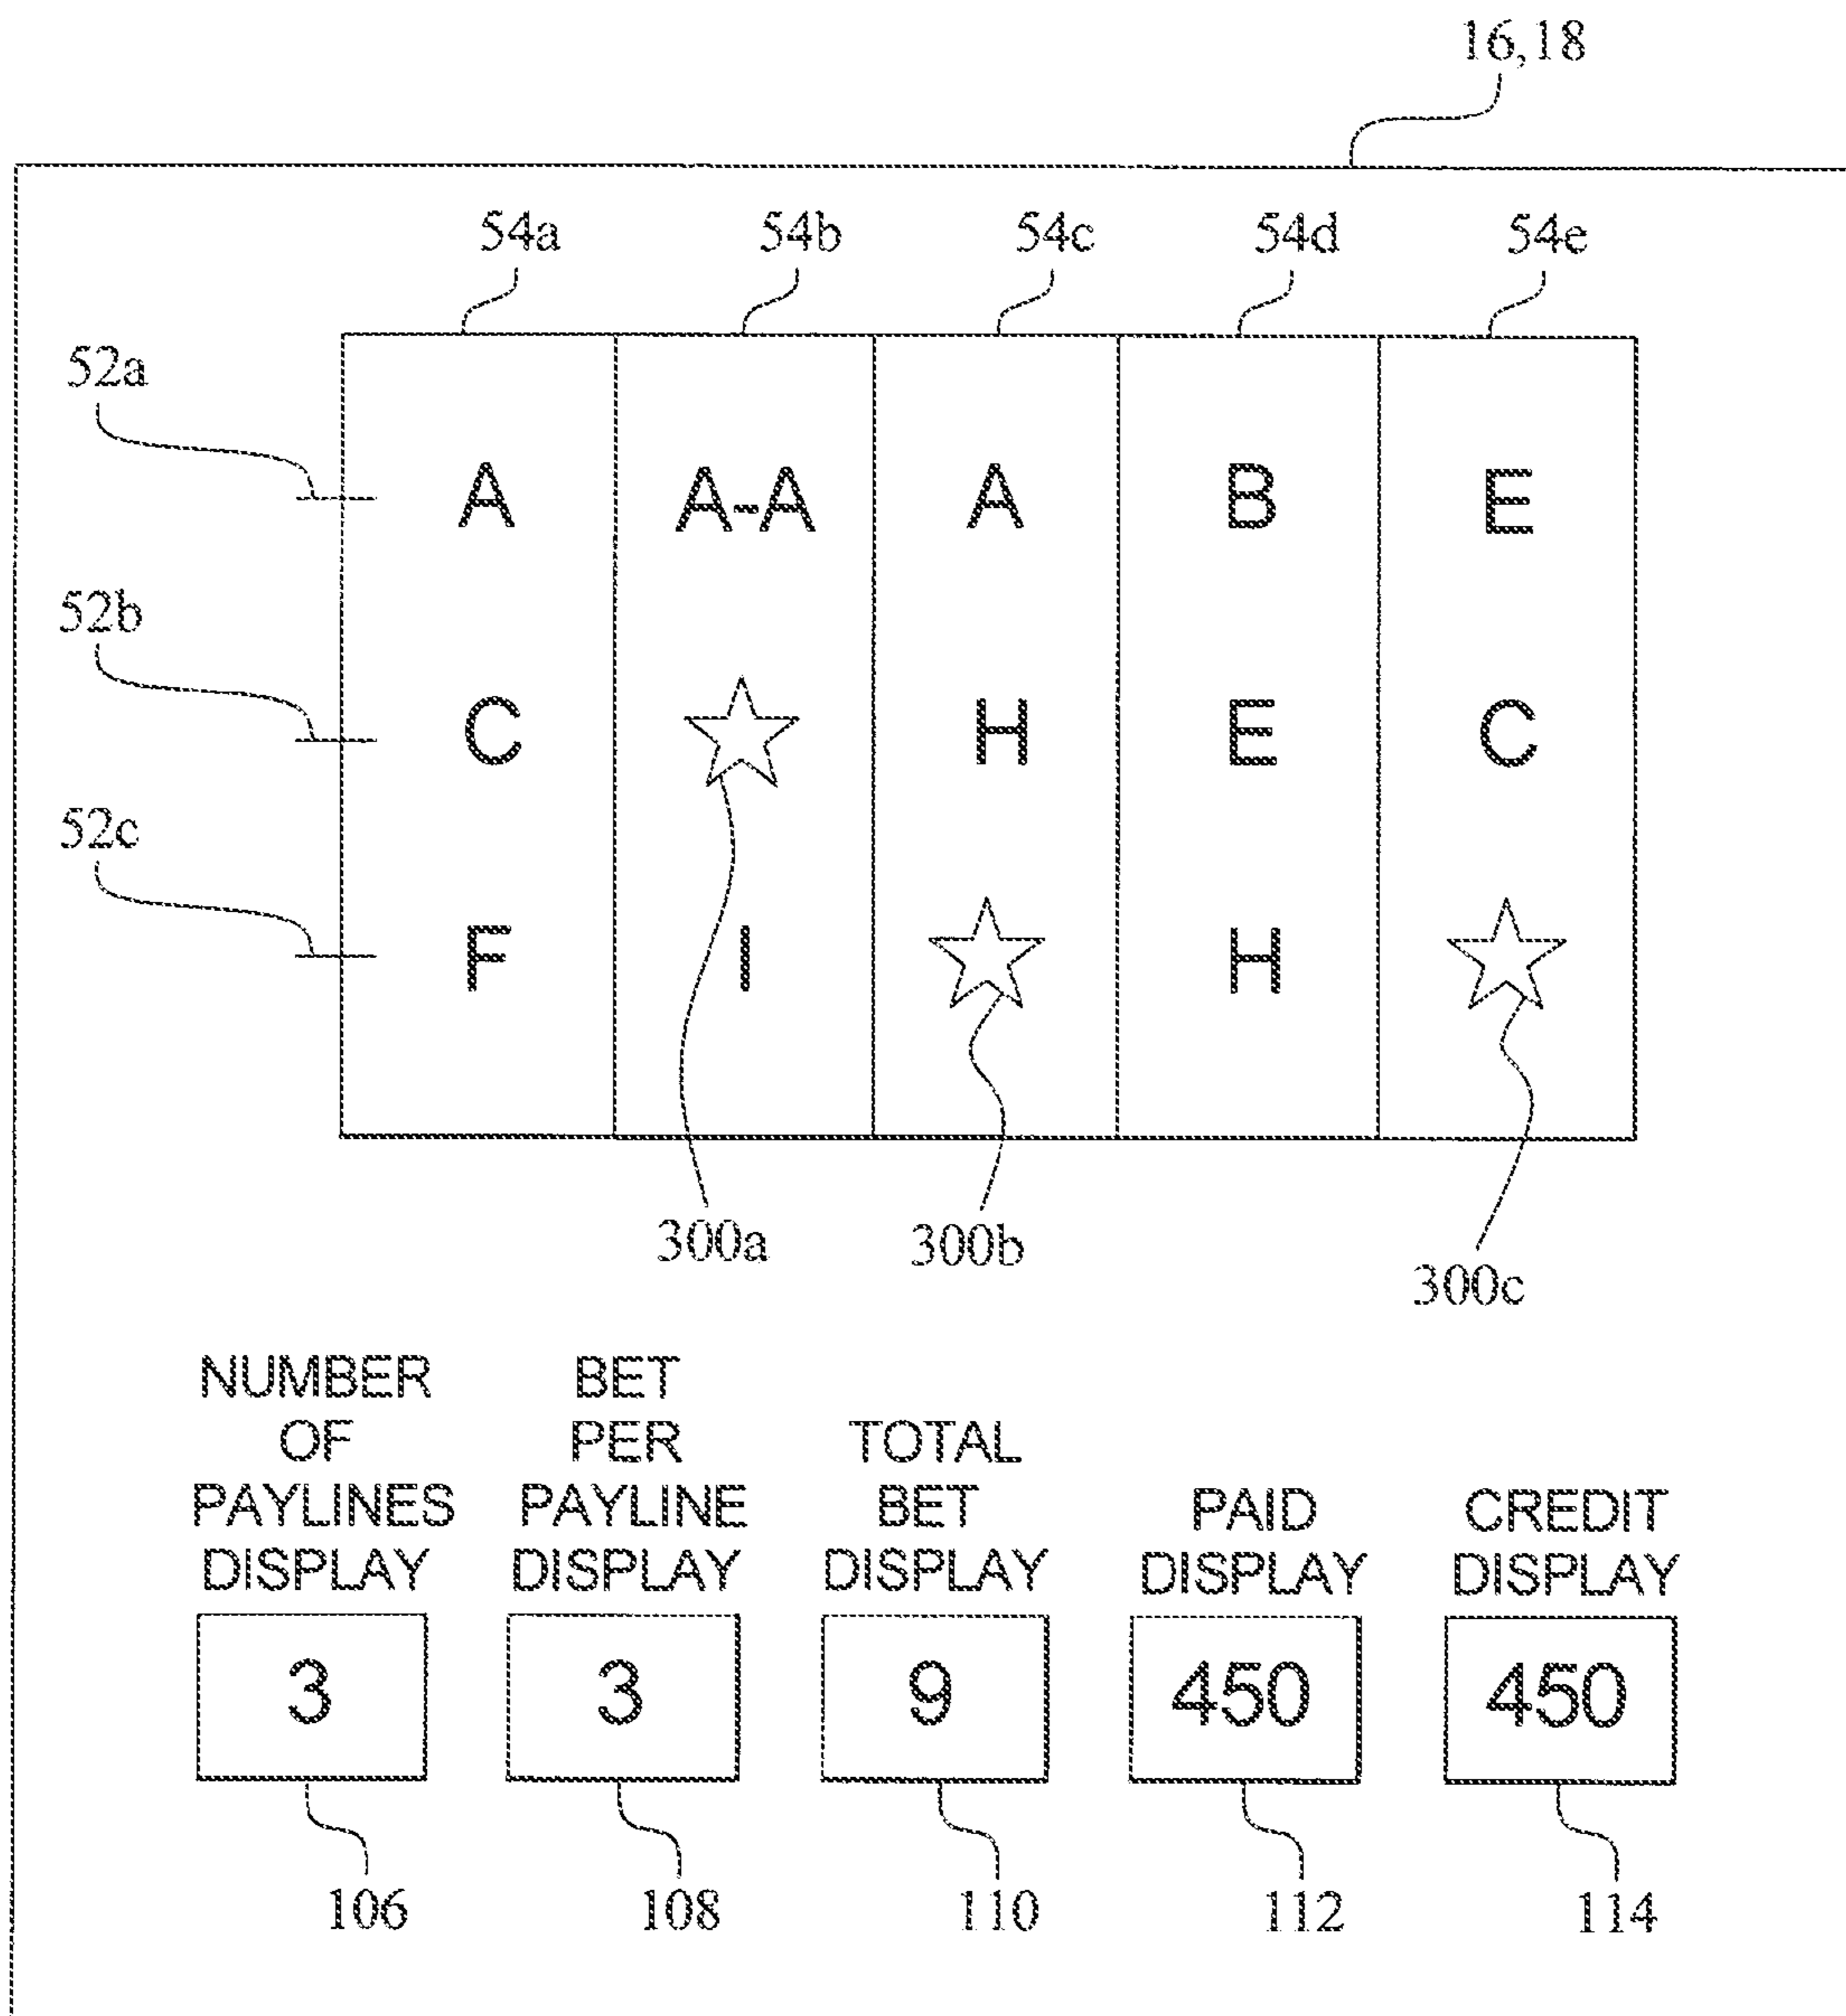 16,18
54a 54b 54c 54d 54e
52a
A A-A A B E
52b
C H E C
52c
F I H
300a 300b
300c
NUMBER OF PAYLINES DISPLAY
BET PER PAYLINE DISPLAY
TOTAL BET DISPLAY
PAID DISPLAY
CREDIT DISPLAY
3 3 9 450 450
106 108 110 112 114